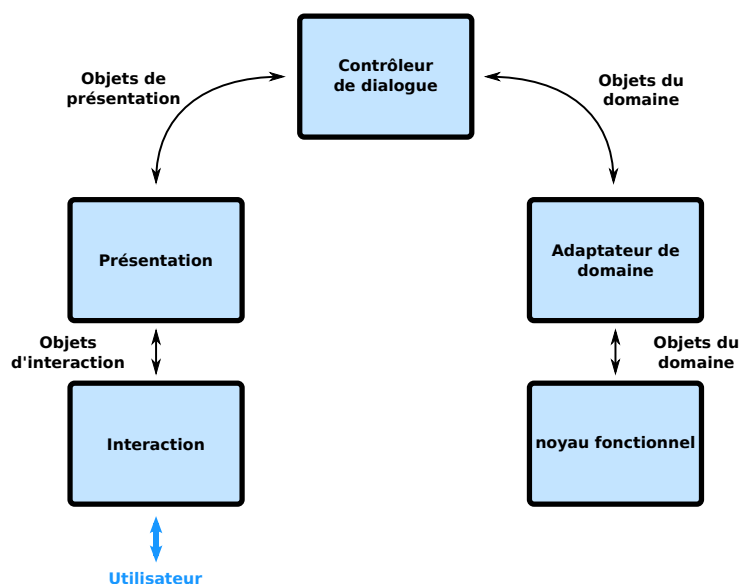 Contrôleur
de dialogue
Objets de
présentation
Objets du
domaine
Présentation
Adaptateur de
domaine
Objets
d'interaction
Objets du
domaine
Interaction
noyau fonctionnel
Utilisateur